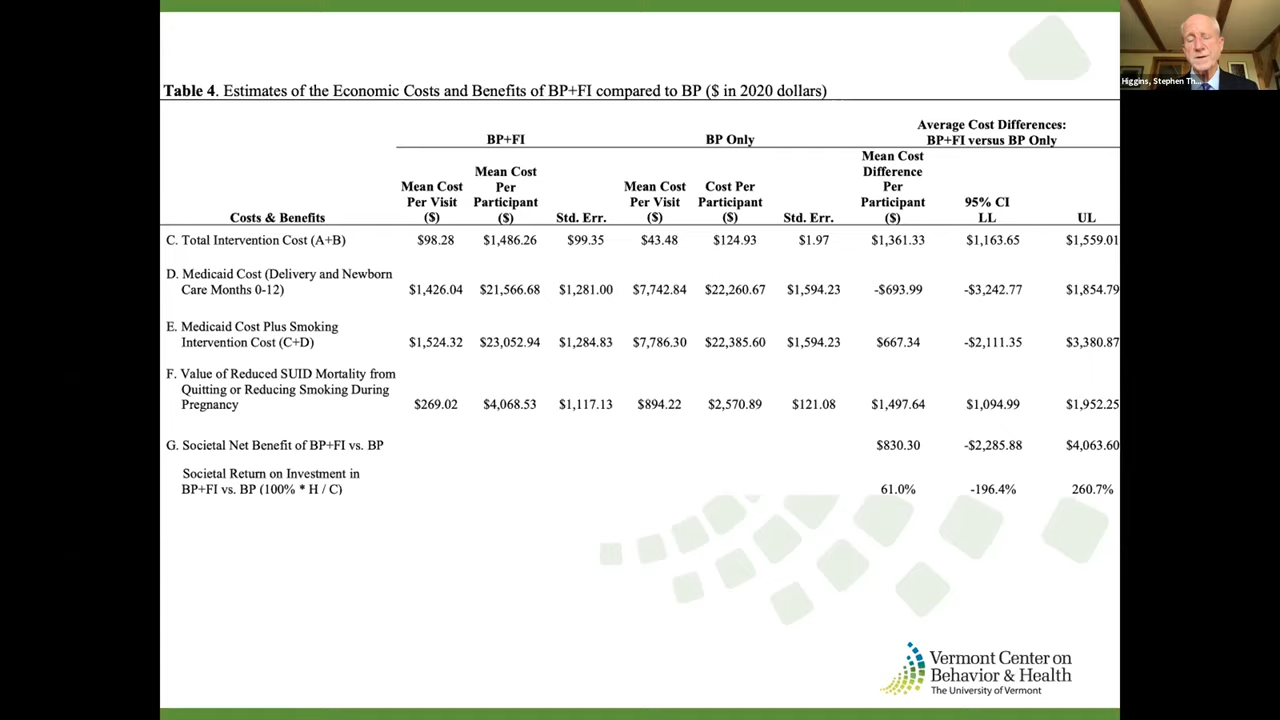 Higgins, Stephen Th...
Table 4. Estimates of the Economic Costs and Benefits of BP+FI compared to BP ($ in 2020 dollars)
Average Cost Differences:
BP+FI
BP Only
BP+FI versus BP Only
Mean Cost
Difference
Per
Participant
($)
Mean Cost
Per
Participant
($)
Mean Cost
Per Visit
($)
Mean Cost
Per Visit
($)
Cost Per
Participant
($)
95% CI
LL
Costs & Benefits
Std. Err.
Std. Err.
UL
C. Total Intervention Cost (A+B) $98.28 $1,486.26 $99.35 $43.48 $124.93 $1.97 $1,361.33 $1,163.65 $1,559.01
D. Medicaid Cost (Delivery and Newborn
Care Months 0-12) $1,426.04 $21,566.68 $1,281.00 $7,742.84 $22,260.67 $1,594.23 -$693.99 -$3,242.77 $1,854.79
E. Medicaid Cost Plus Smoking
Intervention Cost (C+D) $1,524.32 $23,052.94 $1,284.83 $7,786.30 $22,385.60 $1,594.23 $667.34 -$2,111.35 $3,380.87
F. Value of Reduced SUID Mortality from
Quitting or Reducing Smoking During
Pregnancy $269.02 $4,068.53 $1,117.13 $894.22 $2,570.89 $121.08 $1,497.64 $1,094.99 $1,952.25
G. Societal Net Benefit of BP+FI vs. BP $830.30 -$2,285.88 $4,063.60
Societal Return on Investment in
BP+FI vs. BP (100% * H / C) 61.0% -196.4% 260.7%
Vermont Center on
Behavior & Health
The University of Vermont